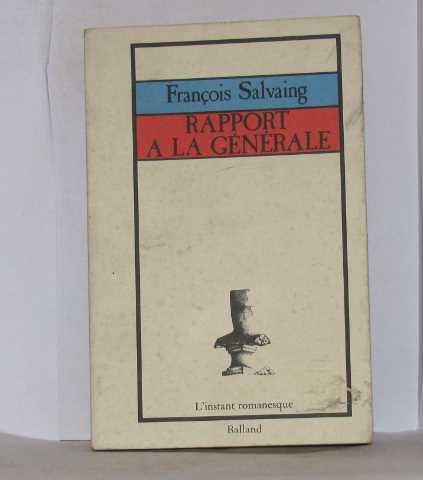 François Salvaing
RAPPORT
A LA GÉNÉRALE
L'instant romanesque
Balland